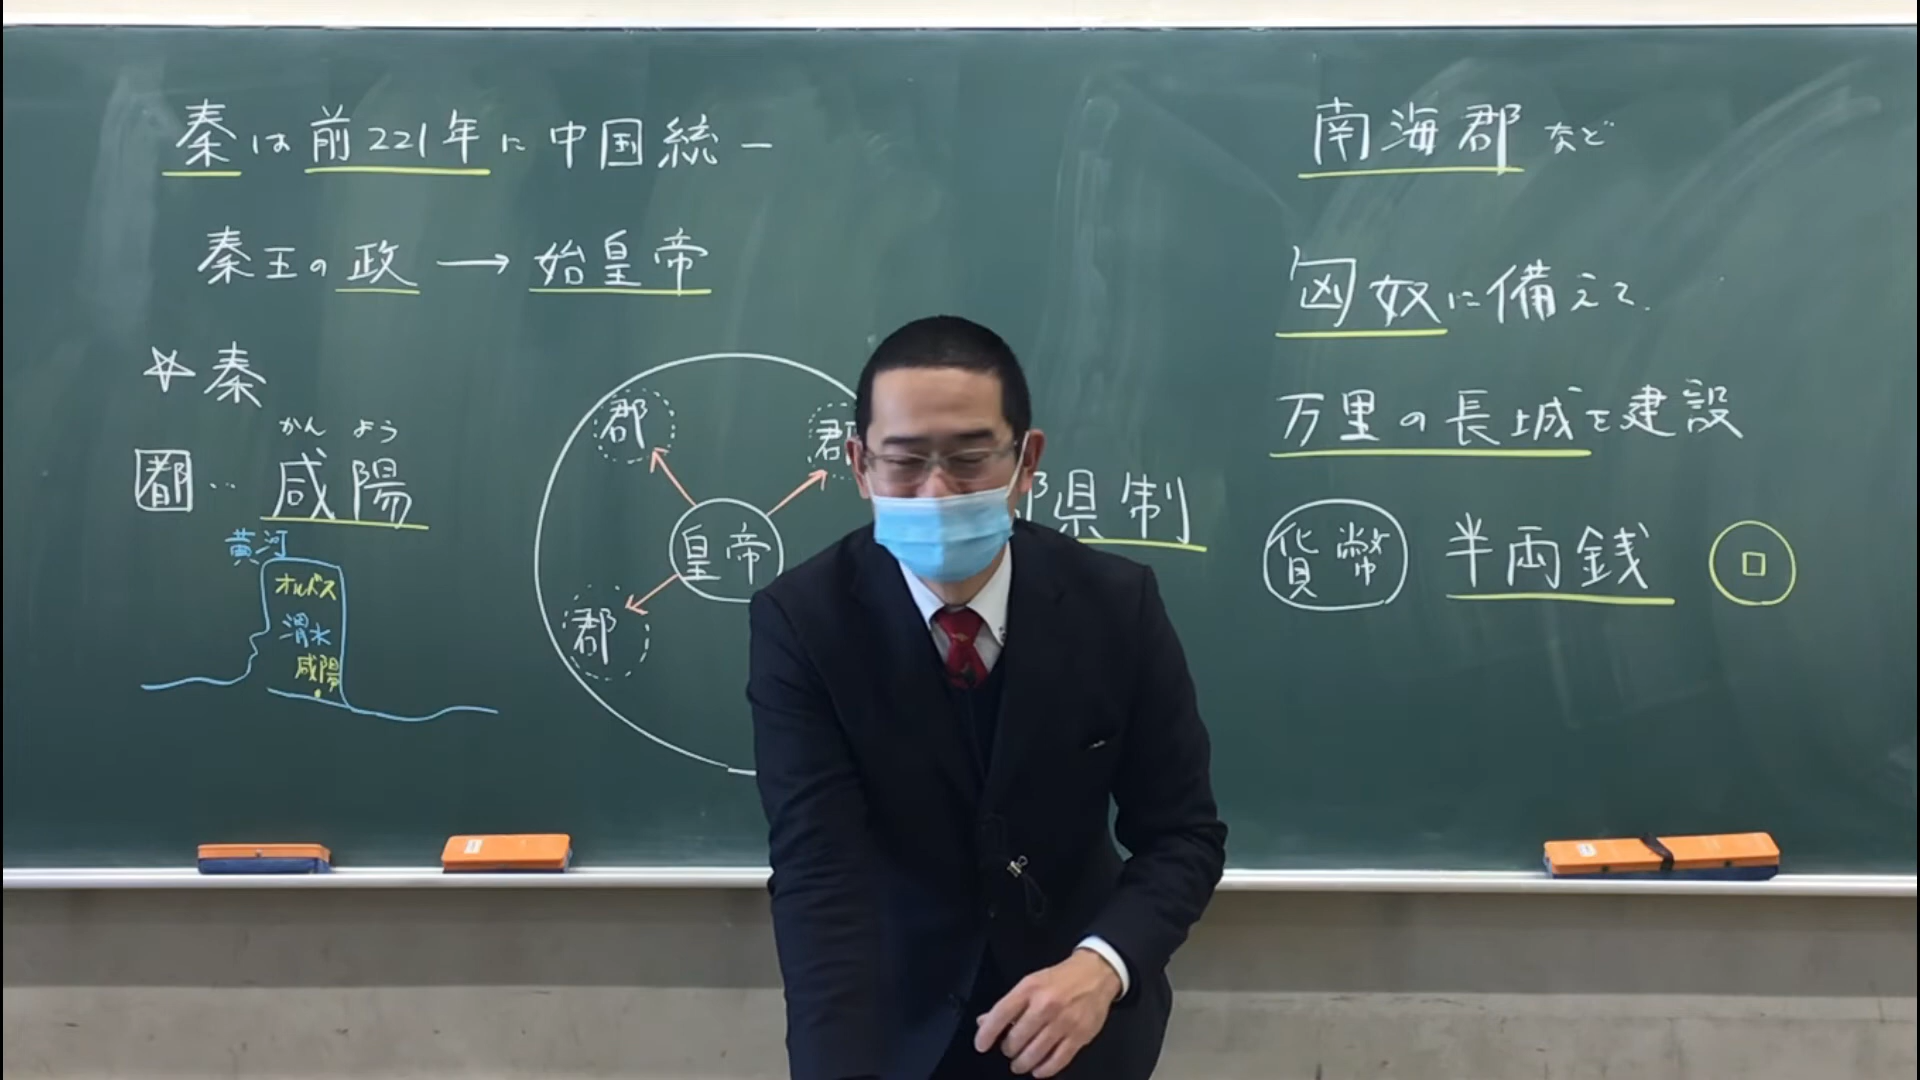 秦は前221年に中国統一
秦王の政→始皇帝
☆秦
かんよう
都…咸陽
黄河
オルドス
渭水
咸陽
郡
郡
皇帝
郡
県制
南海郡など
匈奴に備えて
万里の長城を建設
貨幣 半両銭